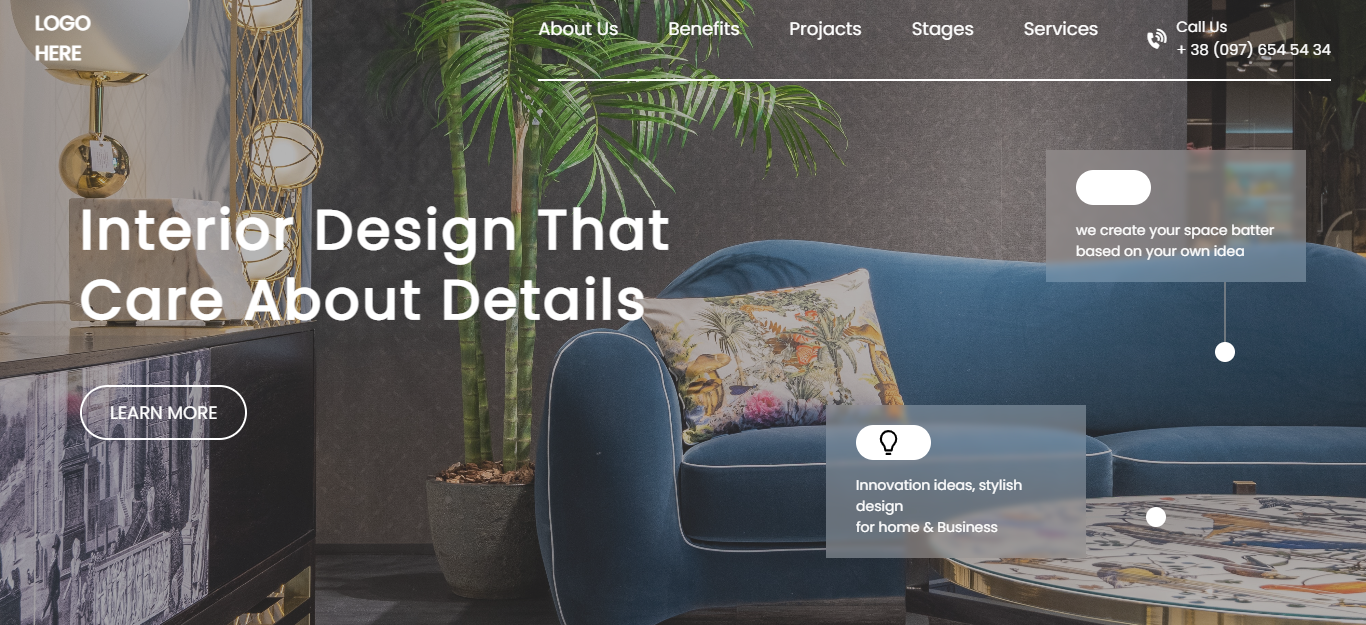 LOGO
HERE
About Us
Benefits
Projects
Stages
Services
Call Us
+ 38 (097) 654 54 34
Interior Design That
Care About Details
LEARN MORE
we create your space batter
based on your own idea
Innovation ideas, stylish
design
for home & Business